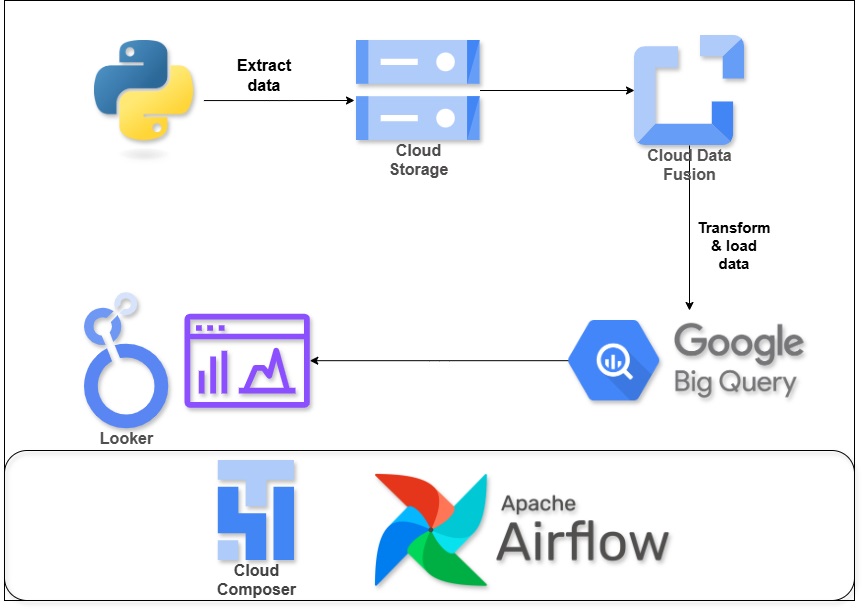 Extract
data
Cloud
Storage
Cloud Data
Fusion
Transform
& load
data
Google
Big Query
Looker
Cloud
Composer
Apache
Airflow